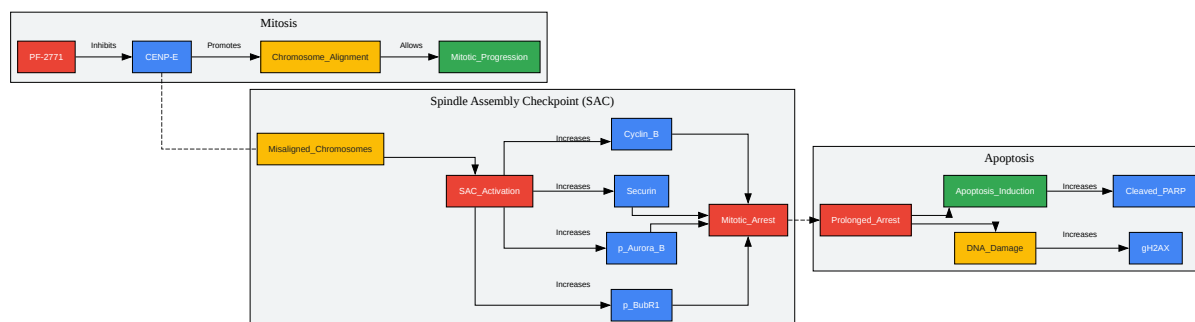 Mitosis
PF-2771
Inhibits
CENP-E
Promotes
Chromosome_Alignment
Allows
Mitotic_Progression
Spindle Assembly Checkpoint (SAC)
Misaligned_Chromosomes
SAC_Activation
Increases
Cyclin_B
Increases
Securin
Increases
p_Aurora_B
Increases
p_BubR1
Mitotic_Arrest
Apoptosis
Prolonged_Arrest
Apoptosis_Induction
Increases
Cleaved_PARP
DNA_Damage
Increases
gH2AX